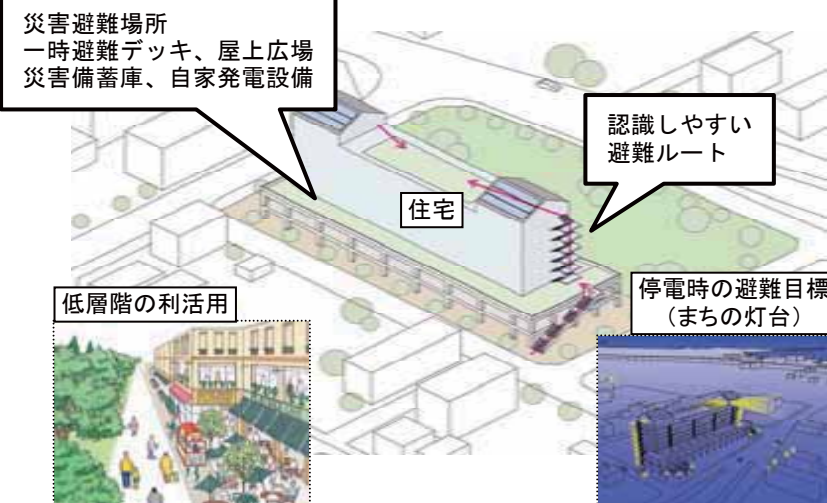 災害避難場所
一時避難デッキ、屋上広場
災害備蓄庫、自家発電設備
認識しやすい
避難ルート
住宅
低層階の利活用
停電時の避難目標
（まちの灯台）